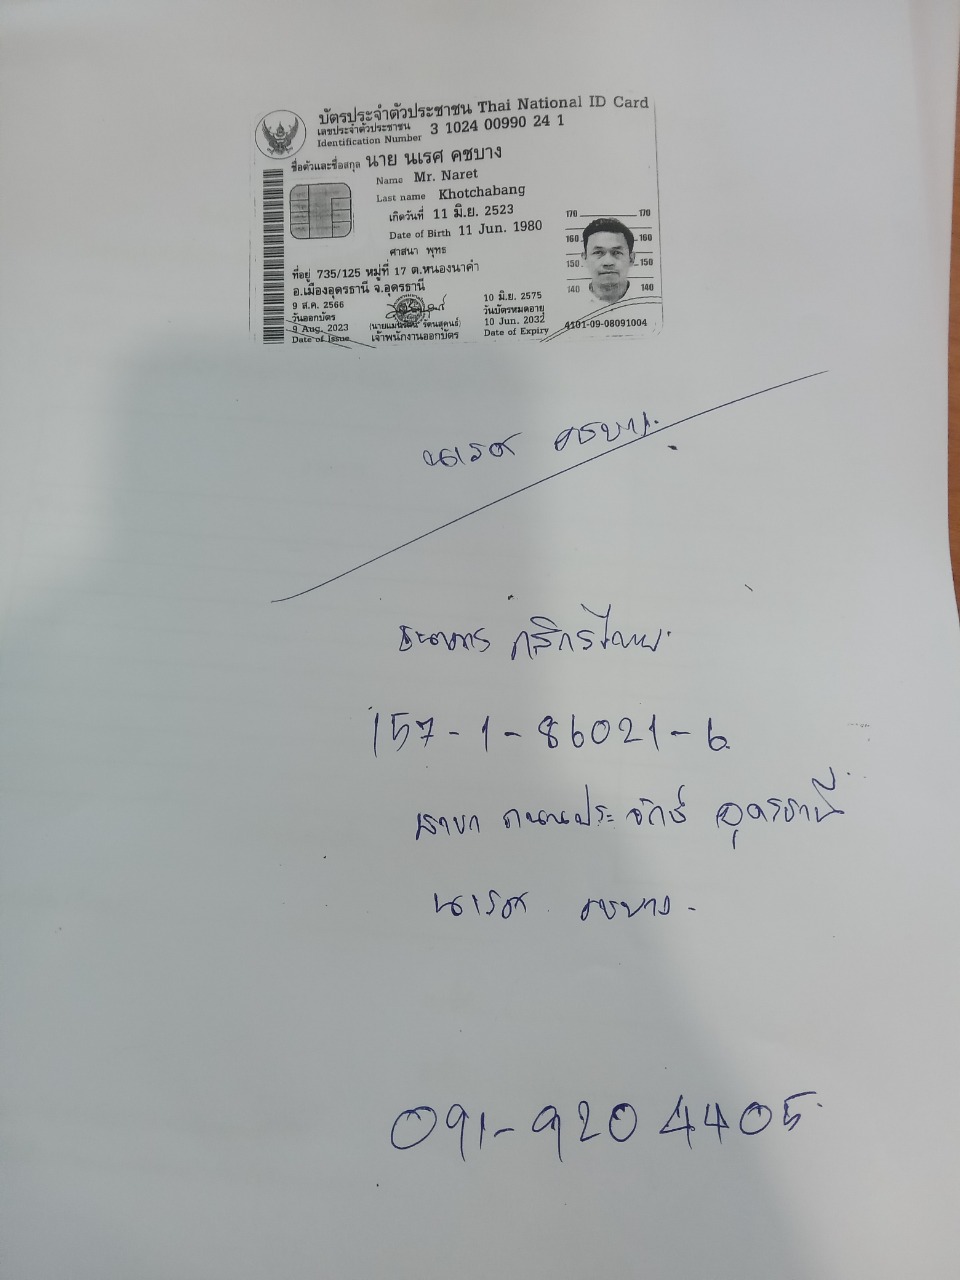 บัตรประจำตัวประชาชน Thai National ID Card
เลขประจำตัวประชาชน 3 1024 00990 24 1
Identification Number
ชื่อตัวและชื่อสกุล นาย นเรศ คชบาง
Name Mr. Naret
Last name Khotchabang
เกิดวันที่ 11 มิ.ย. 2523
Date of Birth 11 Jun. 1980
ศาสนา พุทธ
ที่อยู่ 735/125 หมู่ที่ 17 ต.หนองนาคำ
อ.เมืองอุดรธานี จ.อุดรธานี
9 ส.ค. 2566
วันออกบัตร
9 Aug. 2023
Date of Issue
เจ้าพนักงานออกบัตร
10 มิ.ย. 2575
วันบัตรหมดอายุ
10 Jun. 2032
Date of Expiry
170 170
160 160
150 150
140 140
4101-09-08091004
นเรศ คชบาง
ธนาคาร กสิกรไทย
157-1-86021-6
สาขา ถนนประจักษ์ อุดรธานี
นเรศ คชบาง
091-920 4405